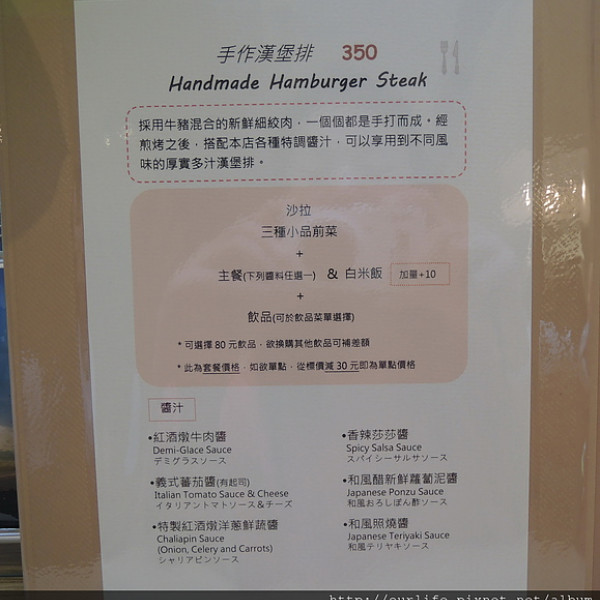 手作漢堡排 350
Handmade Hamburger Steak
採用牛豬混合的新鮮細絞肉，一個個都是手打而成。經
煎烤之後，搭配本店各種特調醬汁，可以享用到不同風
味的厚實多汁漢堡排。
沙拉
三種小品前菜
+
主餐(下列醬料任選一) & 白米飯 加量+10
+
飲品(可於飲品菜單選擇)
*可選擇 80 元飲品，欲換購其他飲品可補差額
*此為套餐價格，如欲單點，從標價減 30 元即為單點價格
醬汁
•紅酒燉牛肉醬
Demi-Glace Sauce
デミグラスソース
•義式蕃茄醬(有起司)
Italian Tomato Sauce & Cheese
イタリアントマトソース＆チーズ
•特製紅酒燉洋蔥鮮蔬醬
Chaliapin Sauce
(Onion, Celery and Carrots)
シャリアピンソース
•香辣莎莎醬
Spicy Salsa Sauce
スパイシーサルサソース
•和風醋新鮮蘿蔔泥醬
Japanese Ponzu Sauce
和風おろしぽん酢ソース
•和風照燒醬
Japanese Teriyaki Sauce
和風テリヤキソース